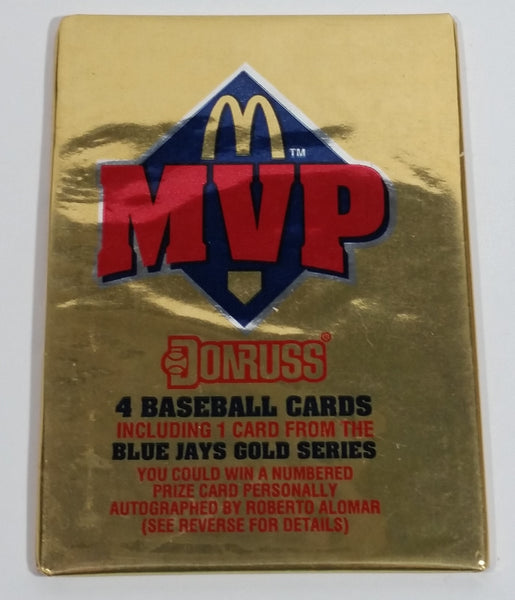 M
TM
MVP
DONRUSS®
4 BASEBALL CARDS
INCLUDING 1 CARD FROM THE
BLUE JAYS GOLD SERIES
YOU COULD WIN A NUMBERED
PRIZE CARD PERSONALLY
AUTOGRAPHED BY ROBERTO ALOMAR
(SEE REVERSE FOR DETAILS)